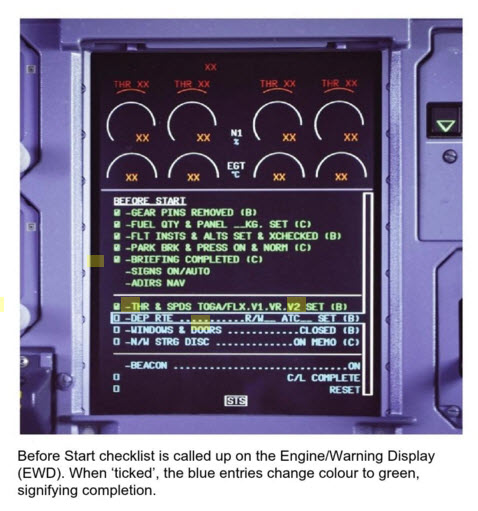 XX
THR XX THR XX THR XX THR XX
XX XX N1 % XX XX
XX XX EGT °C XX XX
BEFORE START
-GEAR PINS REMOVED (B)
-FUEL QTY & PANEL __KG. SET (C)
-FLT INSTS & ALTS SET & XCHECKED (B)
-PARK BRK & PRESS ON & NORM (C)
-BRIEFING COMPLETED (C)
-SIGNS ON/AUTO
-ADIRS NAV
-THR & SPDS TOGA/FLX.V1.VR.V2 SET (B)
-DEP RTE...........R/W__ ATC__ SET (B)
-WINDOWS & DOORS.............CLOSED (B)
-N/W STRG DISC..............ON MEMO (C)
-BEACON.............................ON
C/L COMPLETE
RESET
STS
Before Start checklist is called up on the Engine/Warning Display
(EWD). When ‘ticked’, the blue entries change colour to green,
signifying completion.